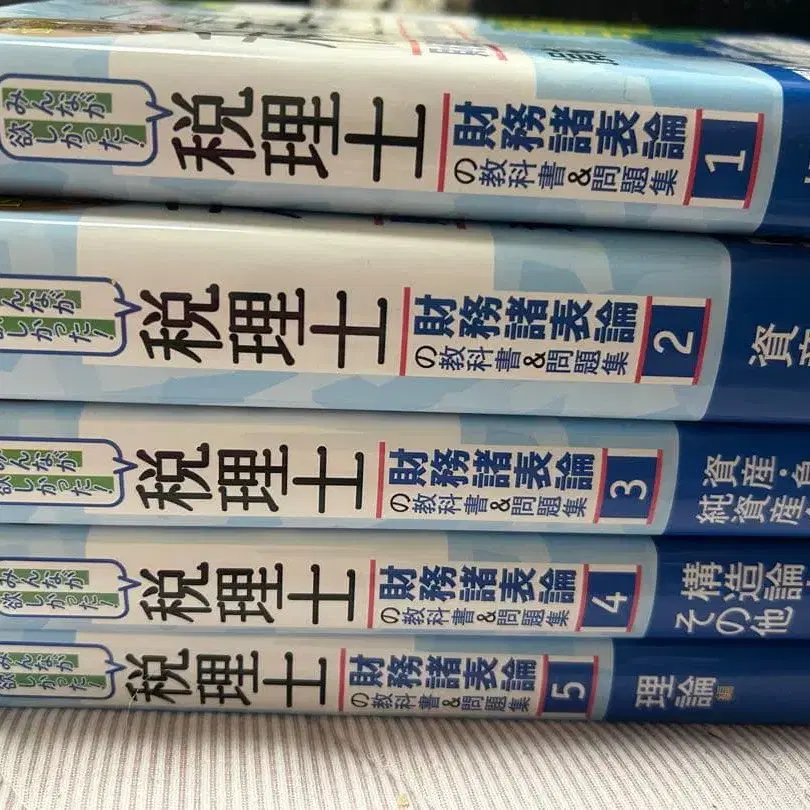 みんなが
欲しかった!
税理士
財務諸表論
の教科書&問題集
1
んなが
しかった!
税理士
財務諸表論
の教科書&問題集
2
資産
みんなが
欲しかった!
税理士
財務諸表論
の教科書&問題集
3
資産・負
純資産
みんなが
欲しかった!
税理士
財務諸表論
の教科書&問題集
4
構造論
その他
みんなが
欲しかった!
税理士
財務諸表論
の教科書&問題集
5
理論編